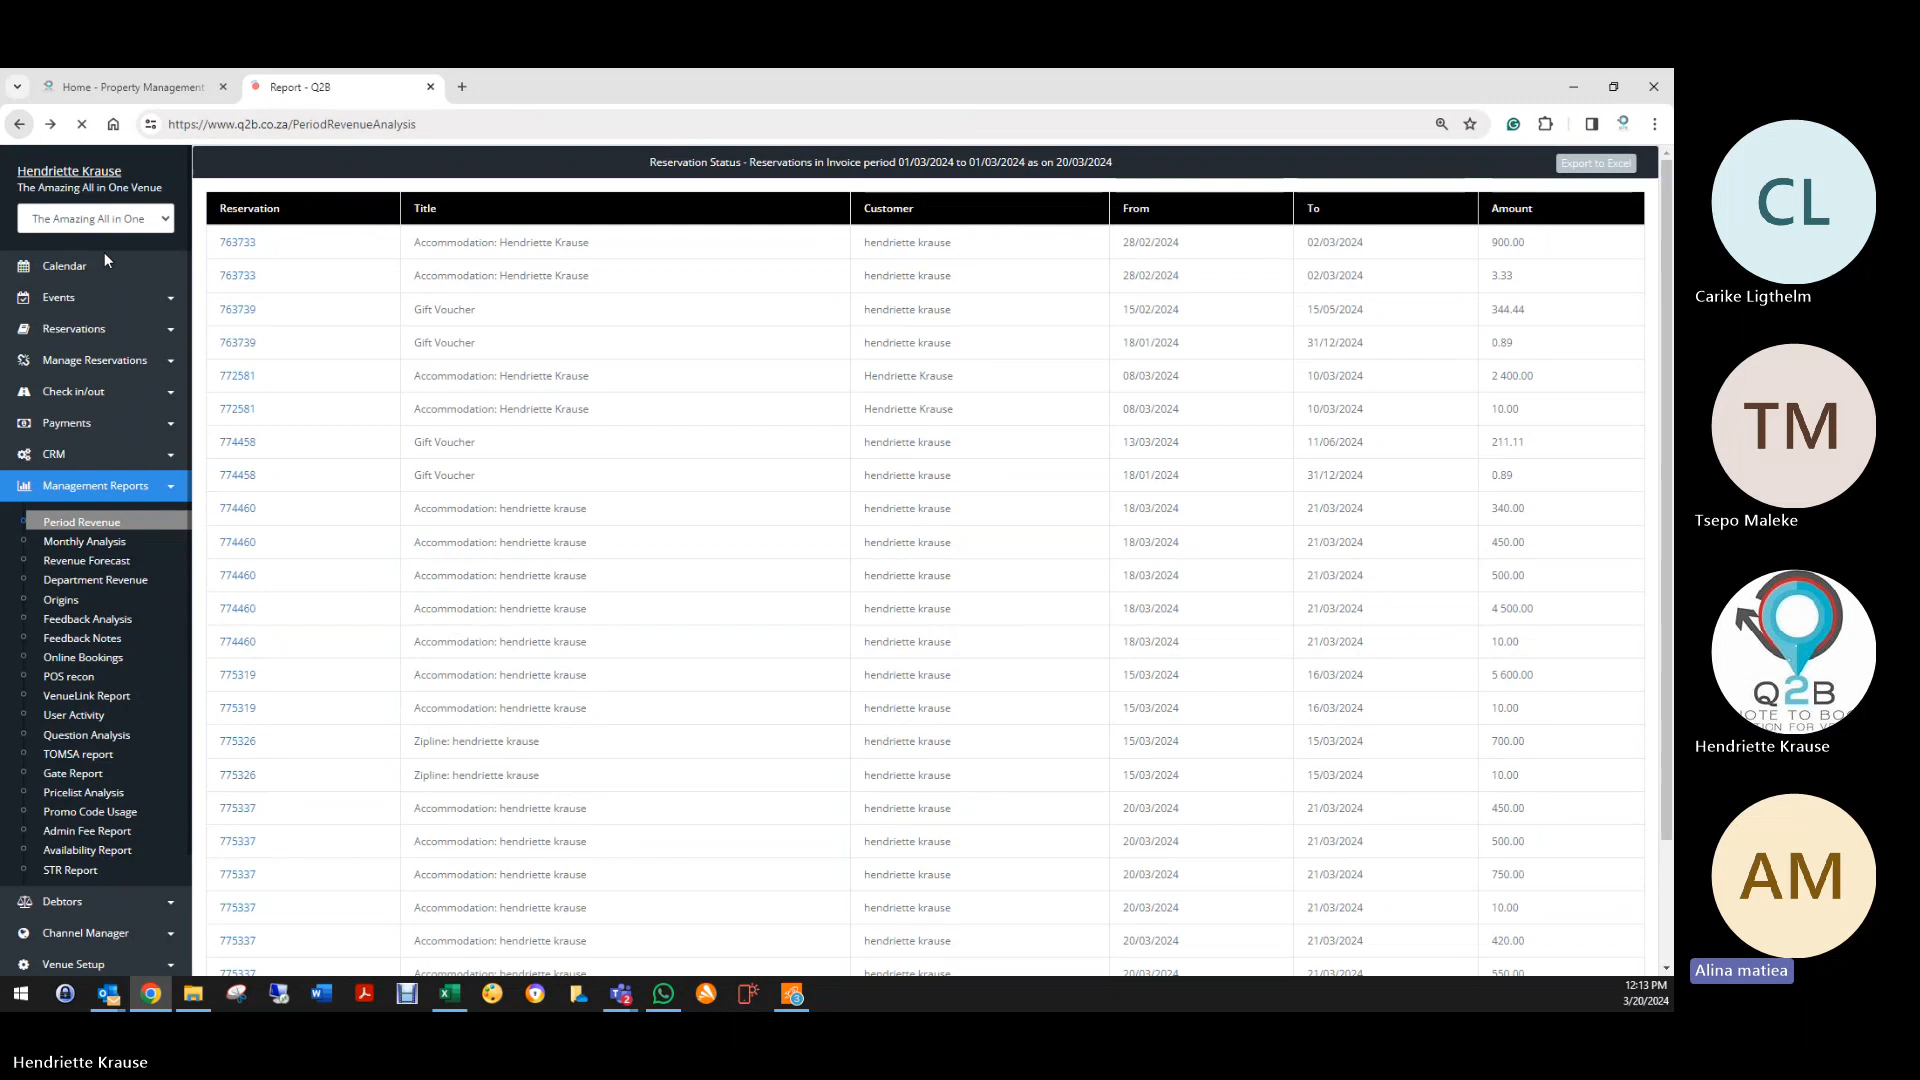 Home - Property Management
Report - Q2B
https://www.q2b.co.za/PeriodRevenueAnalysis
Hendriette Krause
The Amazing All in One Venue
The Amazing All in One
Calendar
Events
Reservations
Manage Reservations
Check in/out
Payments
CRM
Management Reports
Period Revenue
Monthly Analysis
Revenue Forecast
Department Revenue
Origins
Feedback Analysis
Feedback Notes
Online Bookings
POS recon
VenueLink Report
User Activity
Question Analysis
TOMSA report
Gate Report
Pricelist Analysis
Promo Code Usage
Admin Fee Report
Availability Report
STR Report
Debtors
Channel Manager
Venue Setup
Reservation Status - Reservations in Invoice period 01/03/2024 to 01/03/2024 as on 20/03/2024
Export to Excel
Reservation Title Customer From To Amount
763733 Accommodation: Hendriette Krause hendriette krause 28/02/2024 02/03/2024 900.00
763733 Accommodation: Hendriette Krause hendriette krause 28/02/2024 02/03/2024 3.33
763739 Gift Voucher hendriette krause 15/02/2024 15/05/2024 344.44
763739 Gift Voucher hendriette krause 18/01/2024 31/12/2024 0.89
772581 Accommodation: Hendriette Krause Hendriette Krause 08/03/2024 10/03/2024 2 400.00
772581 Accommodation: Hendriette Krause Hendriette Krause 08/03/2024 10/03/2024 10.00
774458 Gift Voucher hendriette krause 13/03/2024 11/06/2024 211.11
774458 Gift Voucher hendriette krause 18/01/2024 31/12/2024 0.89
774460 Accommodation: hendriette krause hendriette krause 18/03/2024 21/03/2024 340.00
774460 Accommodation: hendriette krause hendriette krause 18/03/2024 21/03/2024 450.00
774460 Accommodation: hendriette krause hendriette krause 18/03/2024 21/03/2024 500.00
774460 Accommodation: hendriette krause hendriette krause 18/03/2024 21/03/2024 4 500.00
774460 Accommodation: hendriette krause hendriette krause 18/03/2024 21/03/2024 10.00
775319 Accommodation: hendriette krause hendriette krause 15/03/2024 16/03/2024 5 600.00
775319 Accommodation: hendriette krause hendriette krause 15/03/2024 16/03/2024 10.00
775326 Zipline: hendriette krause hendriette krause 15/03/2024 15/03/2024 700.00
775326 Zipline: hendriette krause hendriette krause 15/03/2024 15/03/2024 10.00
775337 Accommodation: hendriette krause hendriette krause 20/03/2024 21/03/2024 450.00
775337 Accommodation: hendriette krause hendriette krause 20/03/2024 21/03/2024 500.00
775337 Accommodation: hendriette krause hendriette krause 20/03/2024 21/03/2024 750.00
775337 Accommodation: hendriette krause hendriette krause 20/03/2024 21/03/2024 10.00
775337 Accommodation: hendriette krause hendriette krause 20/03/2024 21/03/2024 420.00
775337 Accommodation: hendriette krause hendriette krause 20/03/2024 21/03/2024 550.00
12:13 PM
3/20/2024
CL
Carike Ligthelm
TM
Tsepo Maleke
Q2B
Hendriette Krause
AM
Alina matiea
Hendriette Krause